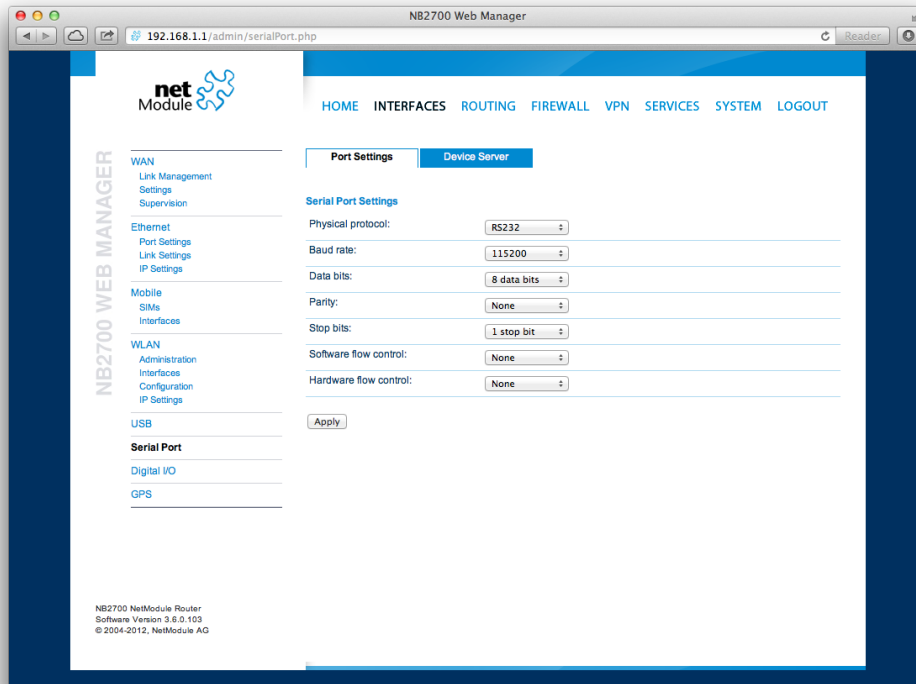 NB2700 Web Manager
192.168.1.1/admin/serialPort.php
Reader
net
Module
HOME INTERFACES ROUTING FIREWALL VPN SERVICES SYSTEM LOGOUT
NB2700 WEB MANAGER
WAN
Link Management
Settings
Supervision
Ethernet
Port Settings
Link Settings
IP Settings
Mobile
SIMs
Interfaces
WLAN
Administration
Interfaces
Configuration
IP Settings
USB
Serial Port
Digital I/O
GPS
Port Settings Device Server
Serial Port Settings
Physical protocol: RS232
Baud rate: 115200
Data bits: 8 data bits
Parity: None
Stop bits: 1 stop bit
Software flow control: None
Hardware flow control: None
Apply
NB2700 NetModule Router
Software Version 3.6.0.103
© 2004-2012, NetModule AG